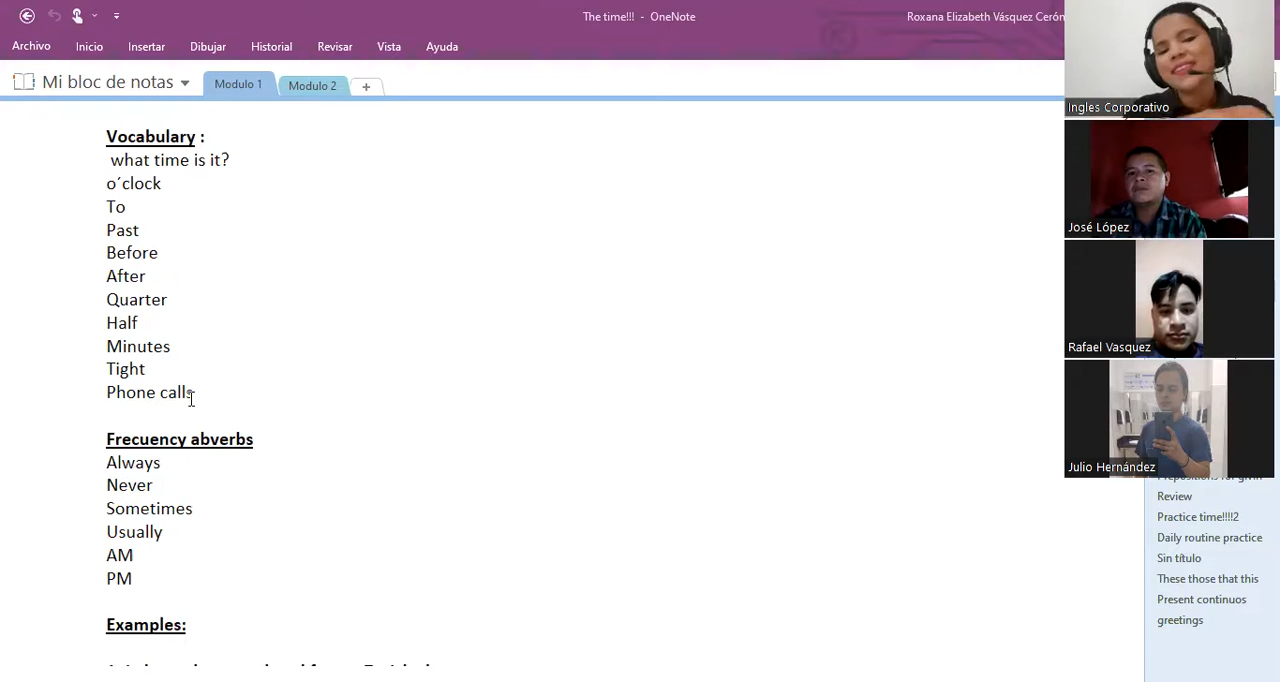 The time!!! - OneNote
Roxana Elizabeth Vásquez Cerón
Archivo
Inicio
Insertar
Dibujar
Historial
Revisar
Vista
Ayuda
Mi bloc de notas
Modulo 1
Modulo 2
+
Vocabulary :
what time is it?
o´clock
To
Past
Before
After
Quarter
Half
Minutes
Tight
Phone calls
Frecuency abverbs
Always
Never
Sometimes
Usually
AM
PM
Examples:
Ingles Corporativo
José López
Rafael Vasquez
Julio Hernández
Review
Practice time!!!!2
Daily routine practice
Sin título
These those that this
Present continuos
greetings